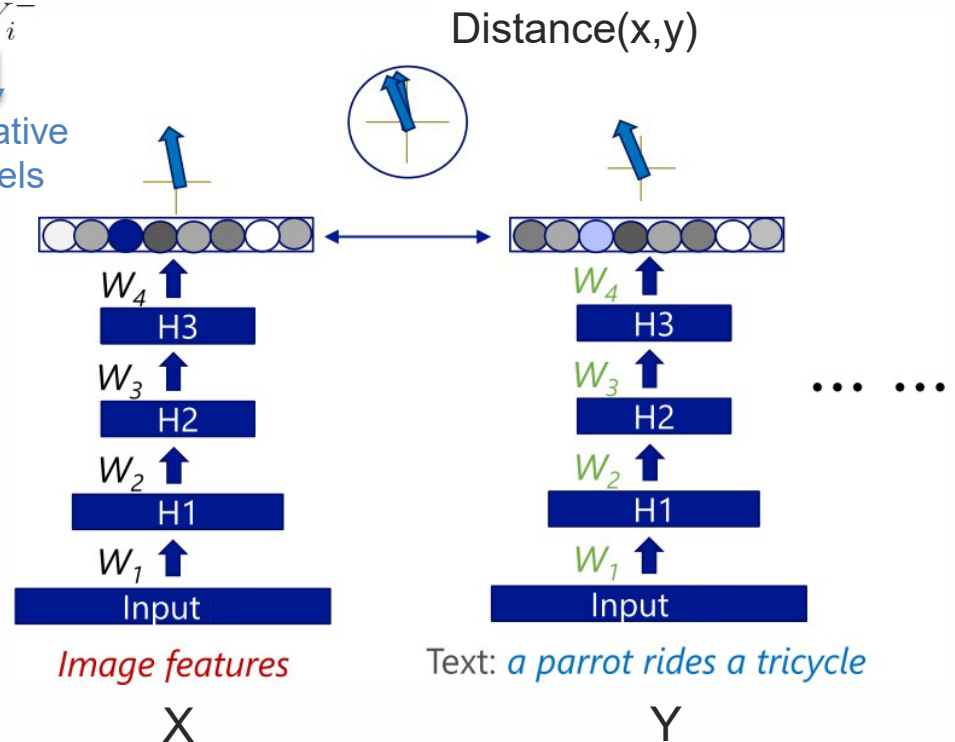 Distance(x,y)
W4
H3
W3
H2
W2
H1
W1
Input
Image features
X
W4
H3
W3
H2
... ...
W2
H1
W1
Input
Text: a parrot rides a tricycle
Y